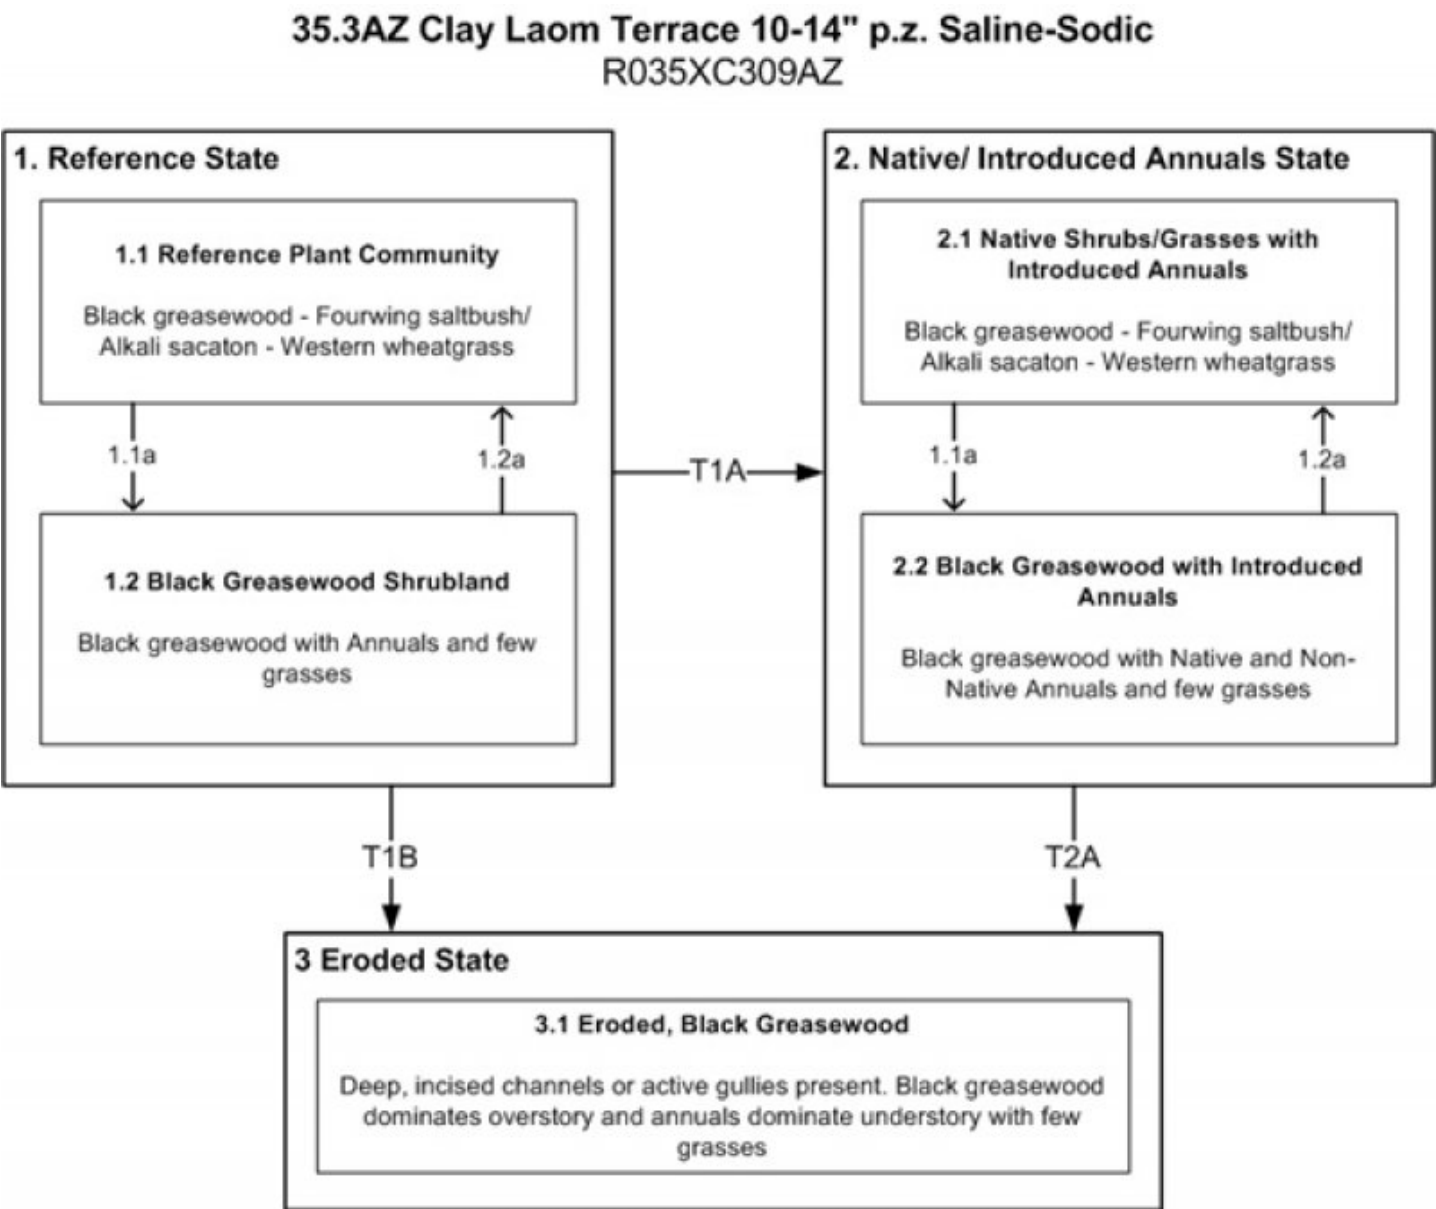 35.3AZ Clay Laom Terrace 10-14" p.z. Saline-Sodic
R035XC309AZ
1. Reference State
1.1 Reference Plant Community
Black greasewood - Fourwing saltbush/
Alkali sacaton - Western wheatgrass
1.1a
1.2a
1.2 Black Greasewood Shrubland
Black greasewood with Annuals and few
grasses
T1A
2. Native/ Introduced Annuals State
2.1 Native Shrubs/Grasses with
Introduced Annuals
Black greasewood - Fourwing saltbush/
Alkali sacaton - Western wheatgrass
1.1a
1.2a
2.2 Black Greasewood with Introduced
Annuals
Black greasewood with Native and Non-
Native Annuals and few grasses
T1B
T2A
3 Eroded State
3.1 Eroded, Black Greasewood
Deep, incised channels or active gullies present. Black greasewood
dominates overstory and annuals dominate understory with few
grasses